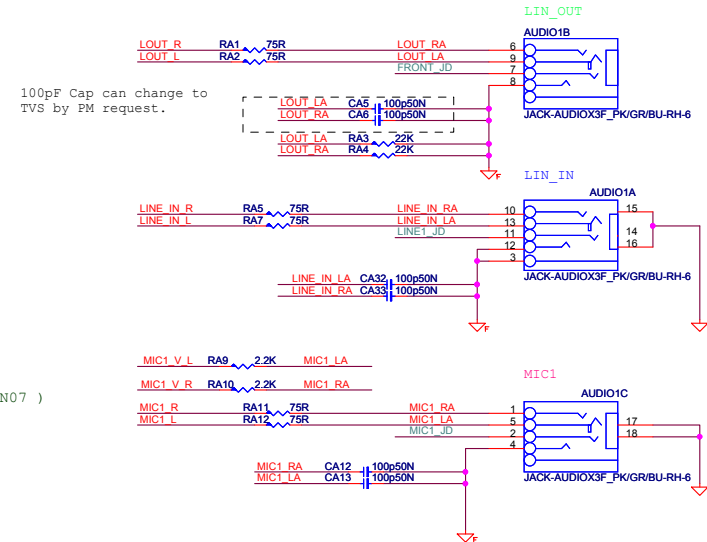 LIN_OUT
AUDIO1B
LOUT_R RA1 75R LOUT_RA 6
LOUT_L RA2 75R LOUT_LA 9
FRONT_JD 7
8
JACK-AUDIOX3F_PK/GR/BU-RH-6
100pF Cap can change to
TVS by PM request.
LOUT_LA CA5 100p50N
LOUT_RA CA6 100p50N
LOUT_LA RA3 22K
LOUT_RA RA4 22K
F
LIN_IN
AUDIO1A
LINE_IN_R RA5 75R LINE_IN_RA 10 15
LINE_IN_L RA7 75R LINE_IN_LA 13
LINE1_JD 11 14
12 16
3
JACK-AUDIOX3F_PK/GR/BU-RH-6
LINE_IN_LA CA32 100p50N
LINE_IN_RA CA33 100p50N
F
MIC1_V_L RA9 2.2K MIC1_LA
MIC1
MIC1_V_R RA10 2.2K MIC1_RA
AUDIO1C
N07 )
MIC1_R RA11 75R MIC1_RA 1
MIC1_L RA12 75R MIC1_LA 5 17
MIC1_JD 2 18
4
JACK-AUDIOX3F_PK/GR/BU-RH-6
MIC1_RA CA12 100p50N
MIC1_LA CA13 100p50N
F